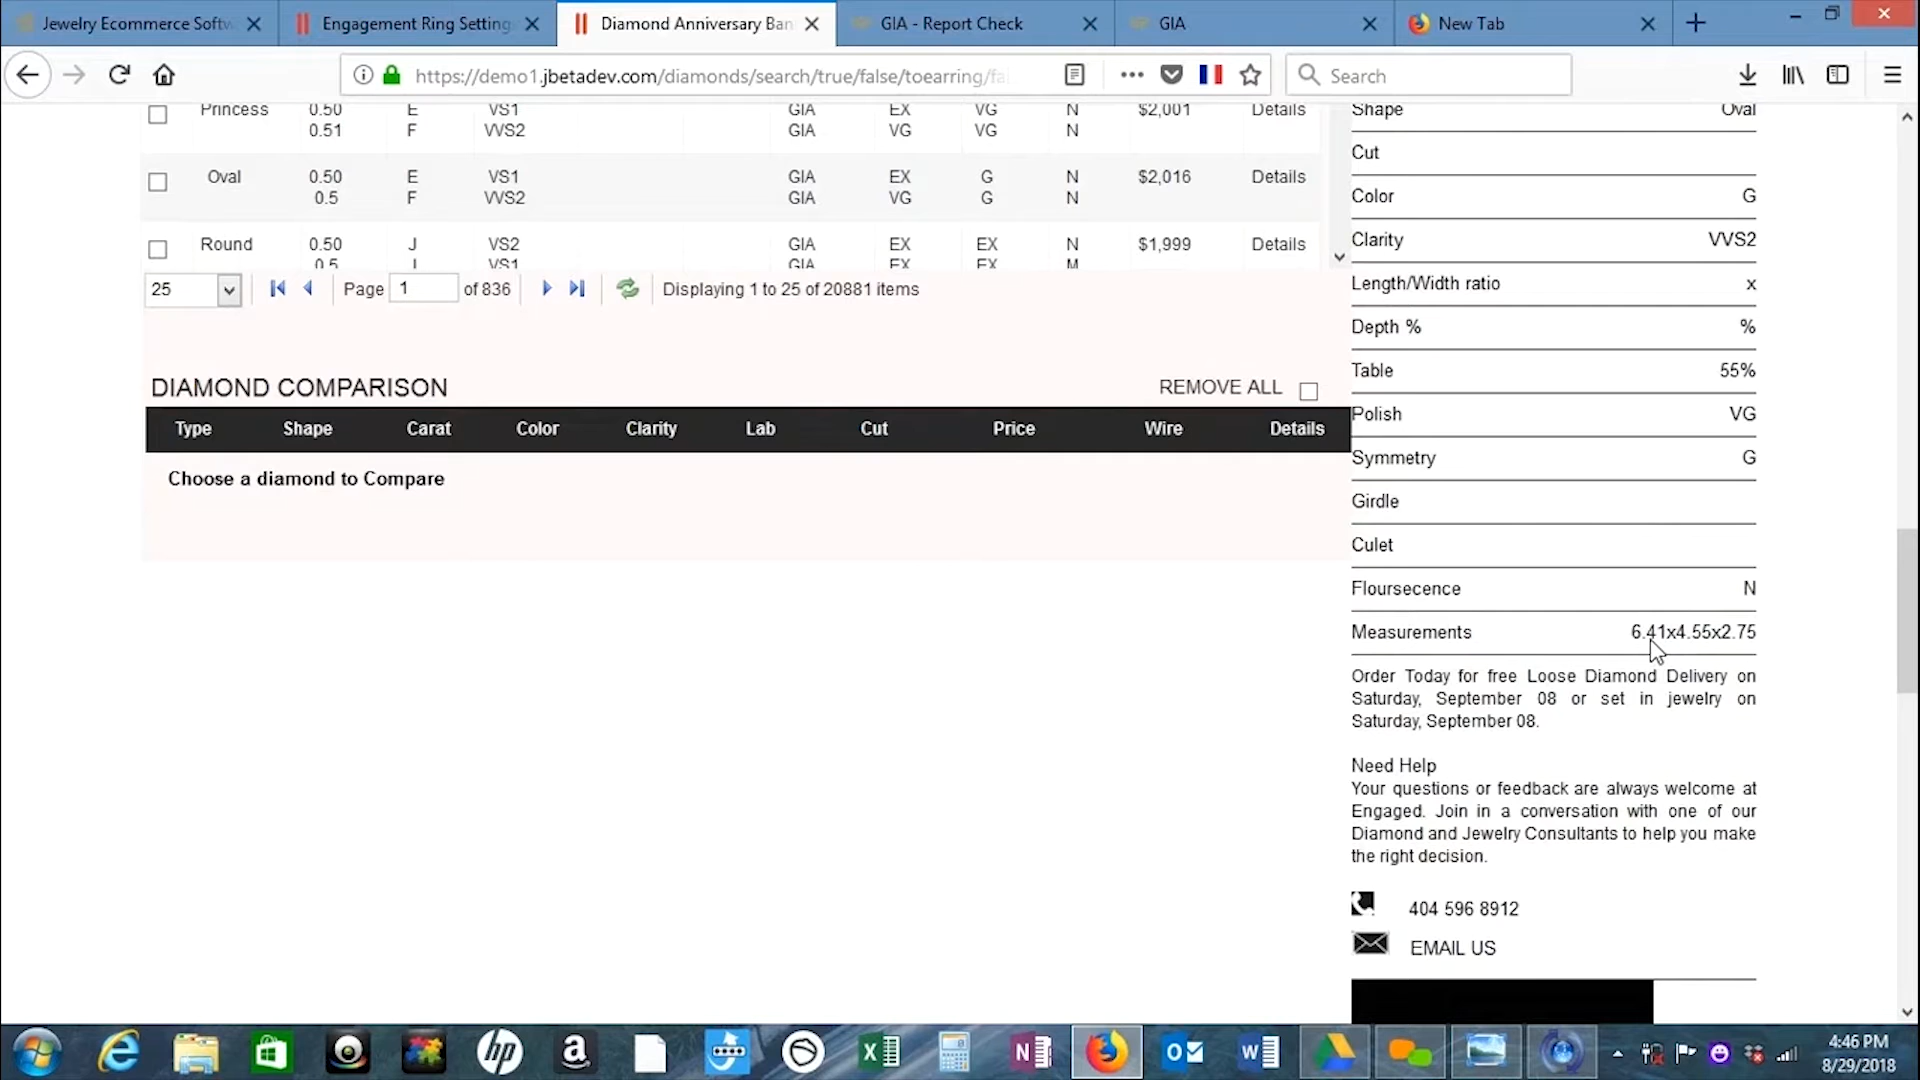 Jewelry Ecommerce Softw
Engagement Ring Setting
Diamond Anniversary Ban
GIA - Report Check
GIA
New Tab
https://demo1.jbetadev.com/diamonds/search/true/false/toearring/fal
Search
Princess 0.50 E VS1 GIA EX VG N $2,001 Details
0.51 F VVS2 GIA VG VG N
Oval 0.50 E VS1 GIA EX G N $2,016 Details
0.5 F VVS2 GIA VG G N
Round 0.50 J VS2 GIA EX EX N $1,999 Details
0.5 VS1 GIA EX EX M
25 Page 1 of 836 Displaying 1 to 25 of 20881 items
DIAMOND COMPARISON REMOVE ALL
Type Shape Carat Color Clarity Lab Cut Price Wire Details
Choose a diamond to Compare
Shape Oval
Cut
Color G
Clarity VVS2
Length/Width ratio x
Depth % %
Table 55%
Polish VG
Symmetry G
Girdle
Culet
Floursecence N
Measurements 6.41x4.55x2.75
Order Today for free Loose Diamond Delivery on
Saturday, September 08 or set in jewelry on
Saturday, September 08.
Need Help
Your questions or feedback are always welcome at
Engaged. Join in a conversation with one of our
Diamond and Jewelry Consultants to help you make
the right decision.
404 596 8912
EMAIL US
4:46 PM
8/29/2018